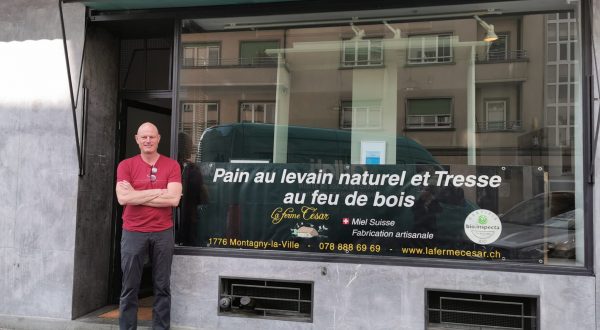 Pain au levain naturel et Tresse
au feu de bois
La ferme César
Miel Suisse
Fabrication artisanale
bio.inspecta
1776 Montagny-la-Ville - 078 888 69 69 - www.lafermecesar.ch